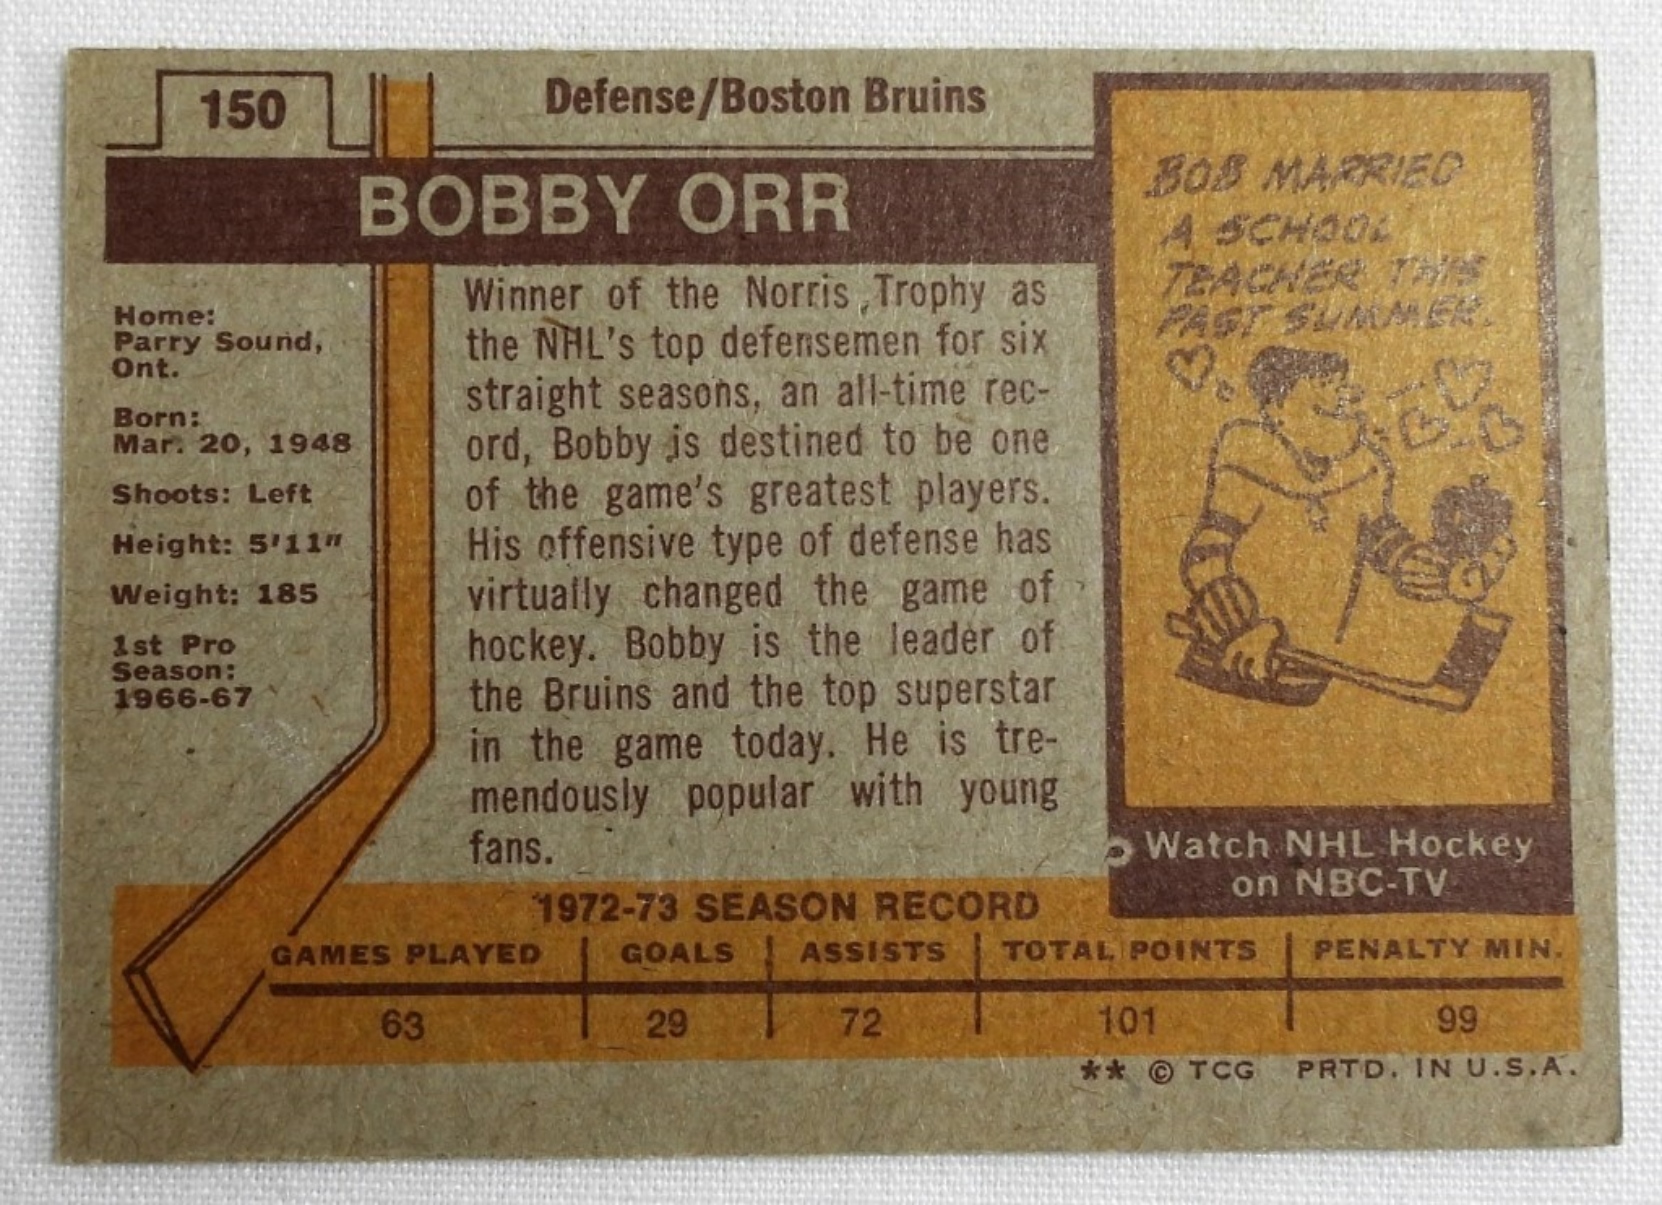 150
Defense/Boston Bruins
BOBBY ORR
Home:
Parry Sound,
Ont.
Born:
Mar. 20, 1948
Shoots: Left
Height: 5'11"
Weight: 185
1st Pro
Season:
1966-67
Winner of the Norris Trophy as
the NHL's top defensemen for six
straight seasons, an all-time rec-
ord, Bobby is destined to be one
of the game's greatest players.
His offensive type of defense has
virtually changed the game of
hockey. Bobby is the leader of
the Bruins and the top superstar
in the game today. He is tre-
mendously popular with young
fans.
BOB MARRIED
A SCHOOL
TEACHER THIS
PAST SUMMER.
Watch NHL Hockey
on NBC-TV
1972-73 SEASON RECORD
GAMES PLAYED GOALS ASSISTS TOTAL POINTS PENALTY MIN.
63 29 72 101 99
** © TCG PRTD. IN U.S.A.